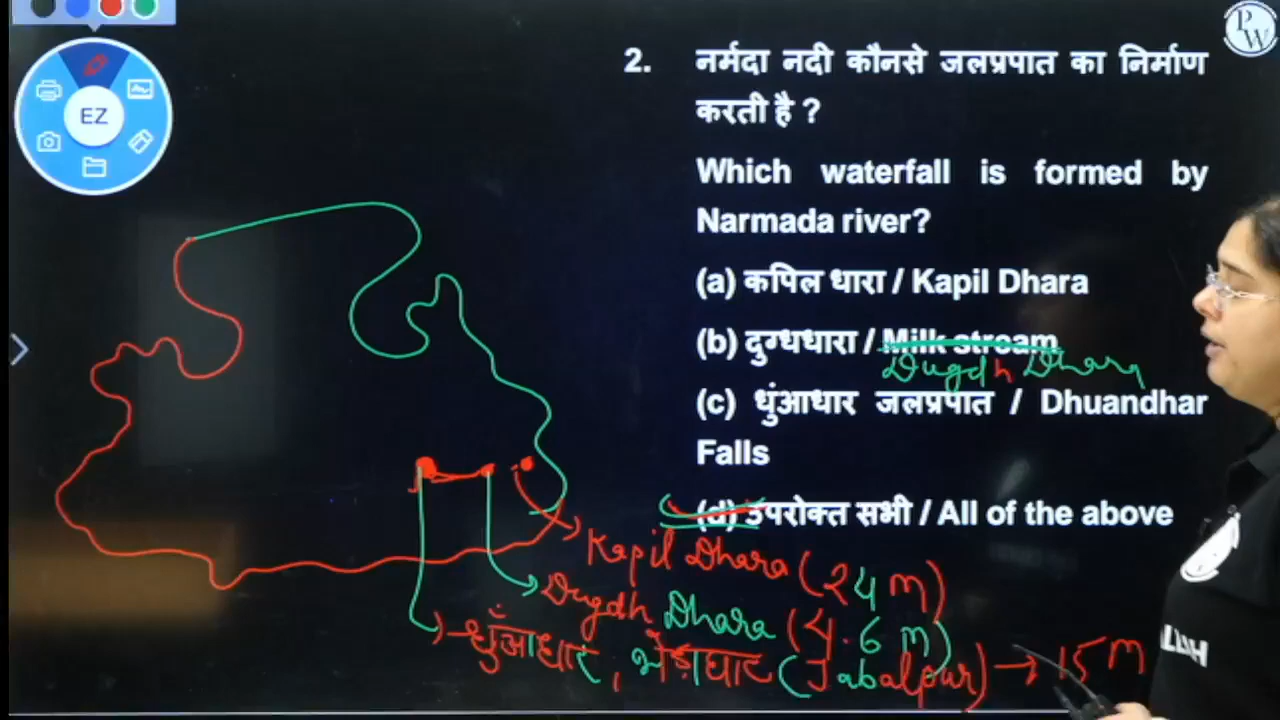 EZ
PW
2. नर्मदा नदी कौनसे जलप्रपात का निर्माण
करती है ?
Which waterfall is formed by
Narmada river?
(a) कपिल धारा / Kapil Dhara
(b) दुग्धधारा / Milk stream
Dugdh Dhara
(c) धुंआधार जलप्रपात / Dhuandhar
Falls
(d) उपरोक्त सभी / All of the above
Kapil Dhara (24 m)
Dugdh Dhara (4.6 m)
धुंआधार, भेड़ाघाट (Jabalpur) → 15 m